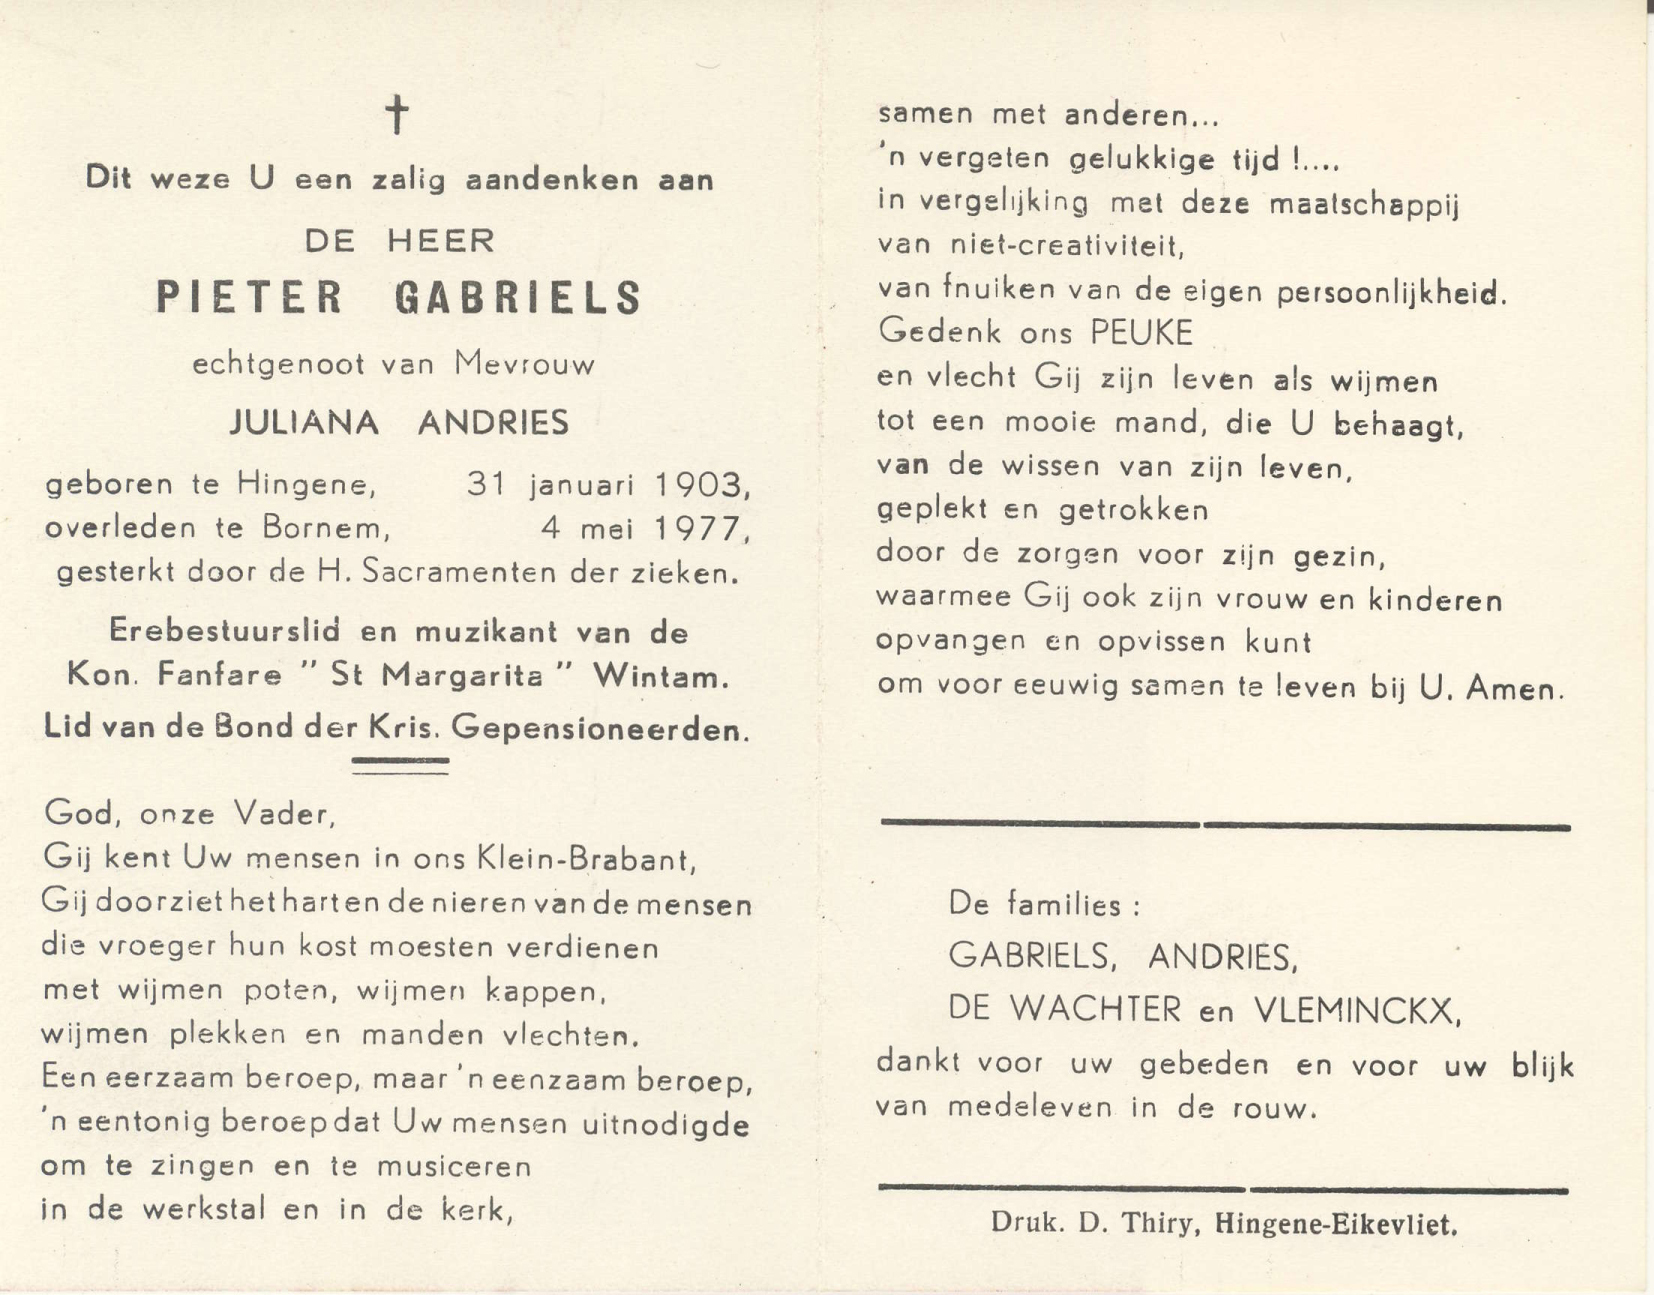 †
Dit weze U een zalig aandenken aan
DE HEER
PIETER GABRIELS
echtgenoot van Mevrouw
JULIANA ANDRIES
geboren te Hingene, 31 januari 1903,
overleden te Bornem, 4 mei 1977,
gesterkt door de H. Sacramenten der zieken.
Erebestuurslid en muzikant van de
Kon. Fanfare " St Margarita " Wintam.
Lid van de Bond der Kris. Gepensioneerden.
God, onze Vader,
Gij kent Uw mensen in ons Klein-Brabant,
Gij doorziet het hart en de nieren van de mensen
die vroeger hun kost moesten verdienen
met wijmen poten, wijmen kappen,
wijmen plekken en manden vlechten.
Een eerzaam beroep, maar 'n eenzaam beroep,
'n eentonig beroep dat Uw mensen uitnodigde
om te zingen en te musiceren
in de werkstal en in de kerk,
samen met anderen...
'n vergeten gelukkige tijd !....
in vergelijking met deze maatschappij
van niet-creativiteit,
van fnuiken van de eigen persoonlijkheid.
Gedenk ons PEUKE
en vlecht Gij zijn leven als wijmen
tot een mooie mand, die U behaagt,
van de wissen van zijn leven,
geplekt en getrokken
door de zorgen voor zijn gezin,
waarmee Gij ook zijn vrouw en kinderen
opvangen en opvissen kunt
om voor eeuwig samen te leven bij U. Amen.
De families :
GABRIELS, ANDRIES,
DE WACHTER en VLEMINCKX,
dankt voor uw gebeden en voor uw blijk
van medeleven in de rouw.
Druk. D. Thiry, Hingene-Eikevliet.